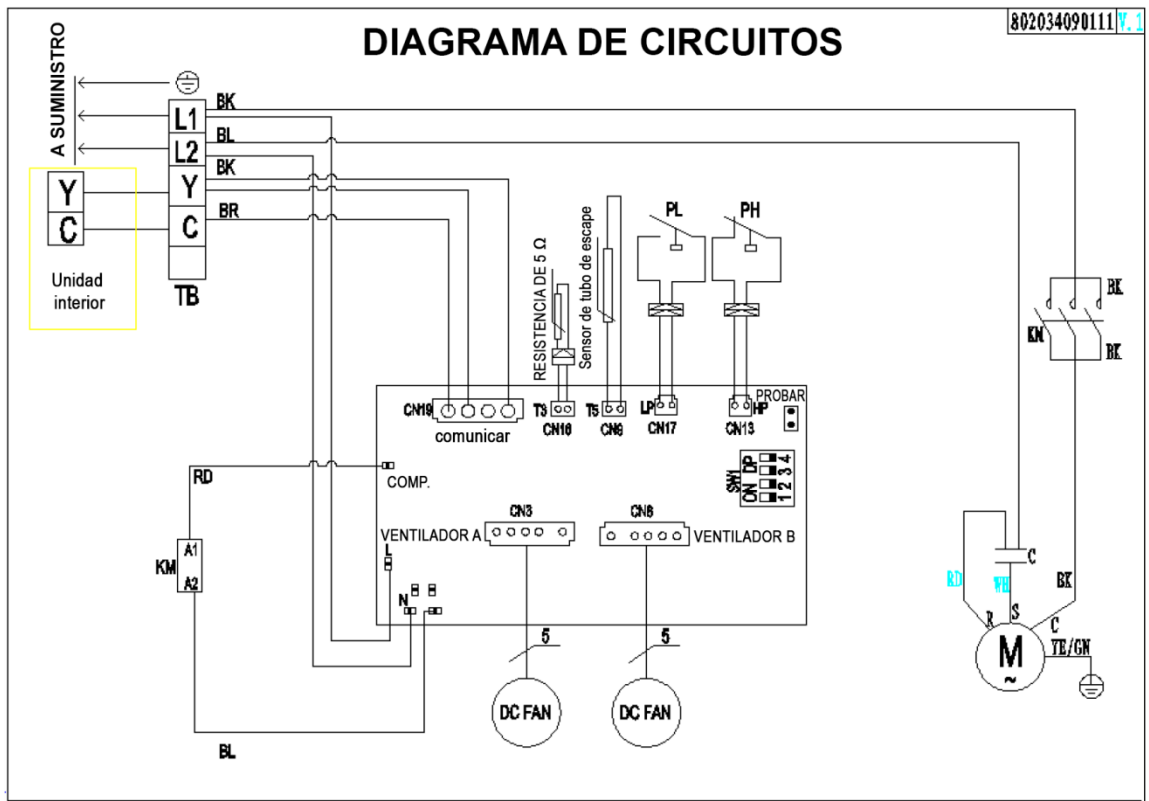 802034090111 V.1
DIAGRAMA DE CIRCUITOS
A SUMINISTRO
L1
L2
Y
C
TB
BK
BL
BK
BR
Y
C
Unidad
interior
RESISTENCIA DE 5 Ω
Sensor de tubo de escape
PL
PH
KM
BK
BK
CN19
comunicar
T3
CN16
T5
CN9
LP
CN17
HP
CN13
PROBAR
COMP.
SW1
ON DP
1 2 3 4
RD
KM
A1
A2
BL
CN3
VENTILADOR A
CN6
VENTILADOR B
L
N
5
5
DC FAN
DC FAN
RD
WH
C
BK
R
S
C
YE/GN
M
~